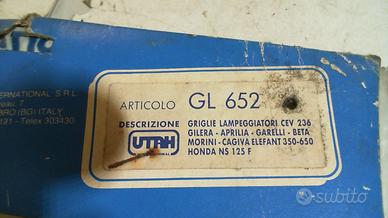 ERNATIONAL S.R.L.
BRO (BG) ITALY
Telex 303430
ARTICOLO GL 652
DESCRIZIONE
UTAH
GRIGLIE LAMPEGGIATORI CEV 236
GILERA - APRILIA - GARELLI - BETA
MORINI - CAGIVA ELEFANT 350-650
HONDA NS 125 F
subito